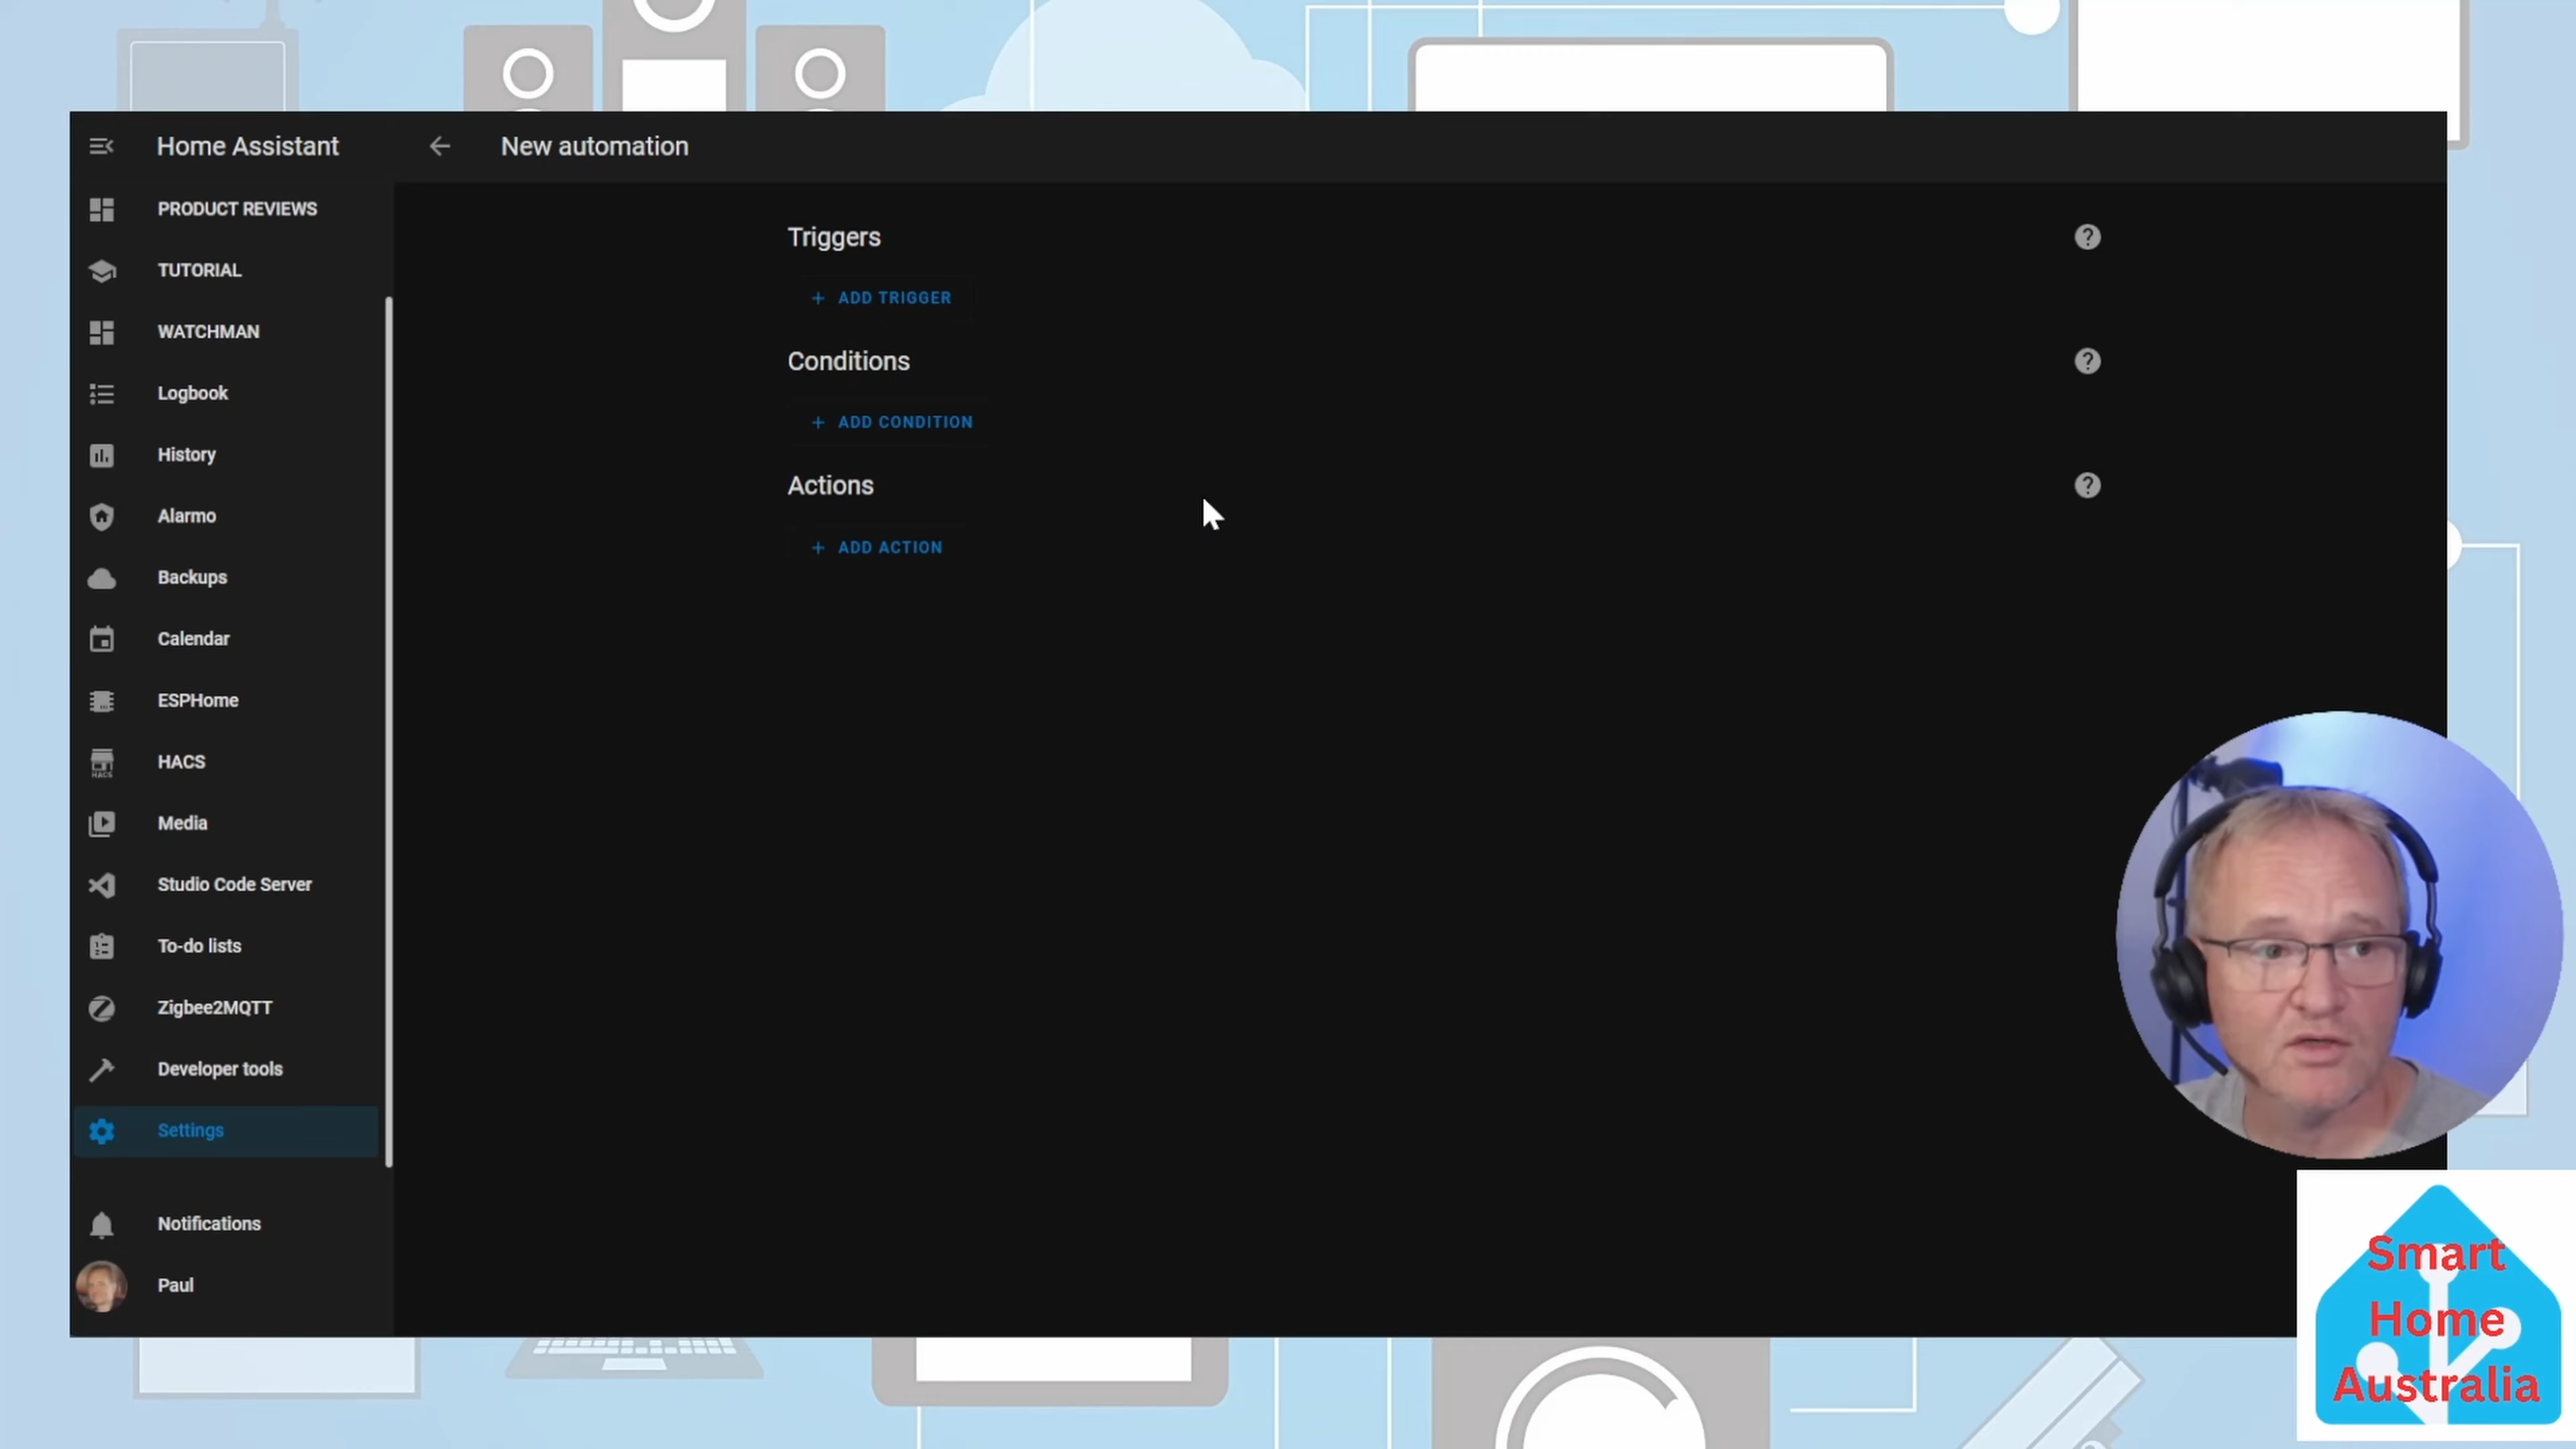 Home Assistant
New automation
PRODUCT REVIEWS
TUTORIAL
WATCHMAN
Logbook
History
Alarmo
Backups
Calendar
ESPHome
HACS
HACS
Media
Studio Code Server
To-do lists
Zigbee2MQTT
Developer tools
Settings
Notifications
Paul
Triggers
+ ADD TRIGGER
Conditions
+ ADD CONDITION
Actions
+ ADD ACTION
Smart
Home
Australia